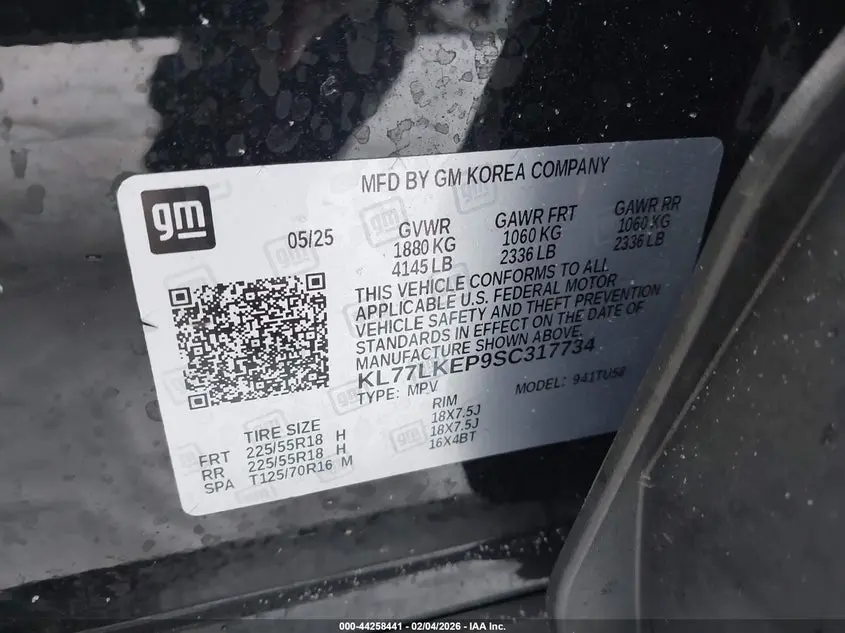 gm
MFD BY GM KOREA COMPANY
05/25
GVWR
1880 KG
4145 LB
GAWR FRT
1060 KG
2336 LB
GAWR RR
1060 KG
2336 LB
THIS VEHICLE CONFORMS TO ALL
APPLICABLE U.S. FEDERAL MOTOR
VEHICLE SAFETY AND THEFT PREVENTION
STANDARDS IN EFFECT ON THE DATE OF
MANUFACTURE SHOWN ABOVE.
KL77LKEP9SC317734
TYPE: MPV MODEL: 941TU58
TIRE SIZE RIM
FRT 225/55R18 H 18X7.5J
RR 225/55R18 H 18X7.5J
SPA T125/70R16 M 16X4BT
000-44258441 | 02/04/2026 | IAA Inc.